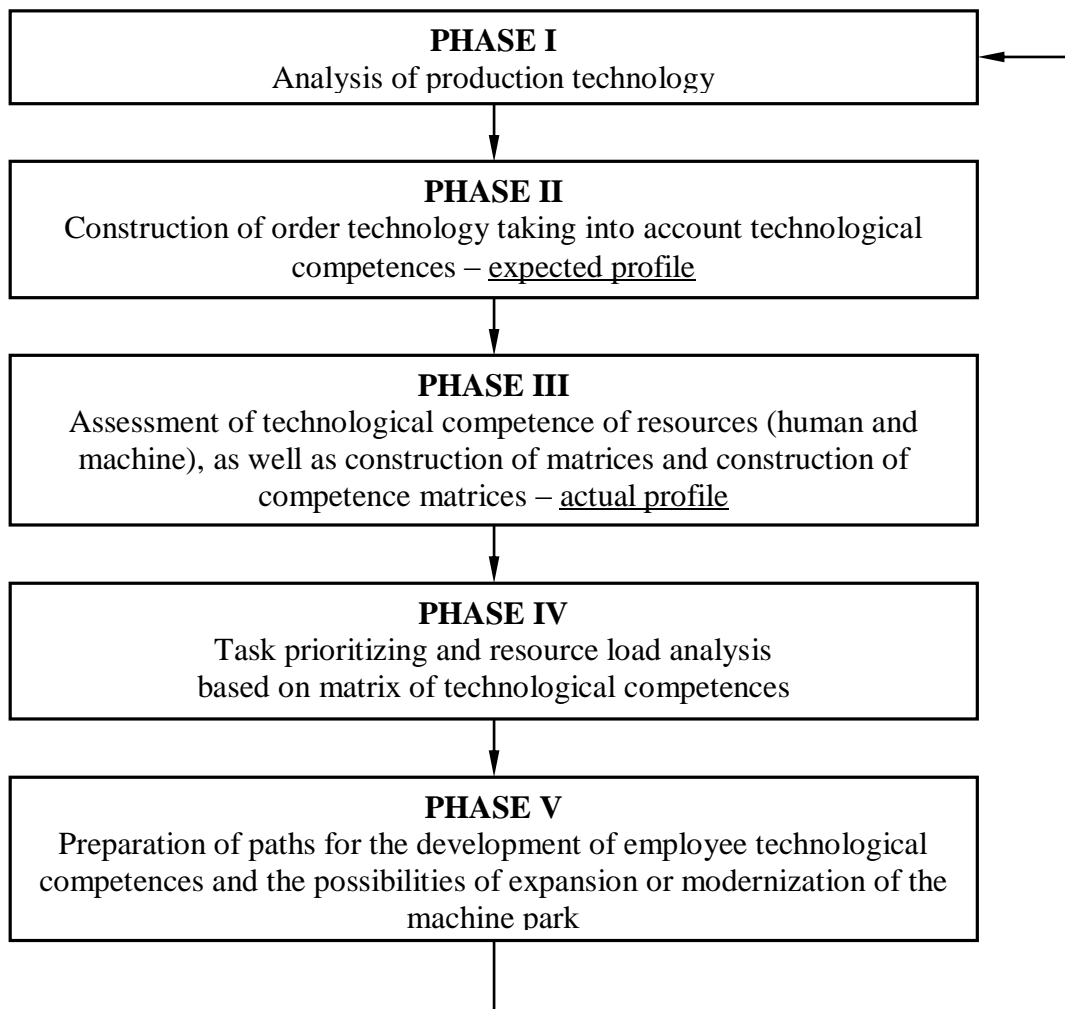 PHASE I
Analysis of production technology
PHASE II
Construction of order technology taking into account technological
competences – expected profile
PHASE III
Assessment of technological competence of resources (human and
machine), as well as construction of matrices and construction of
competence matrices – actual profile
PHASE IV
Task prioritizing and resource load analysis
based on matrix of technological competences
PHASE V
Preparation of paths for the development of employee technological
competences and the possibilities of expansion or modernization of the
machine park